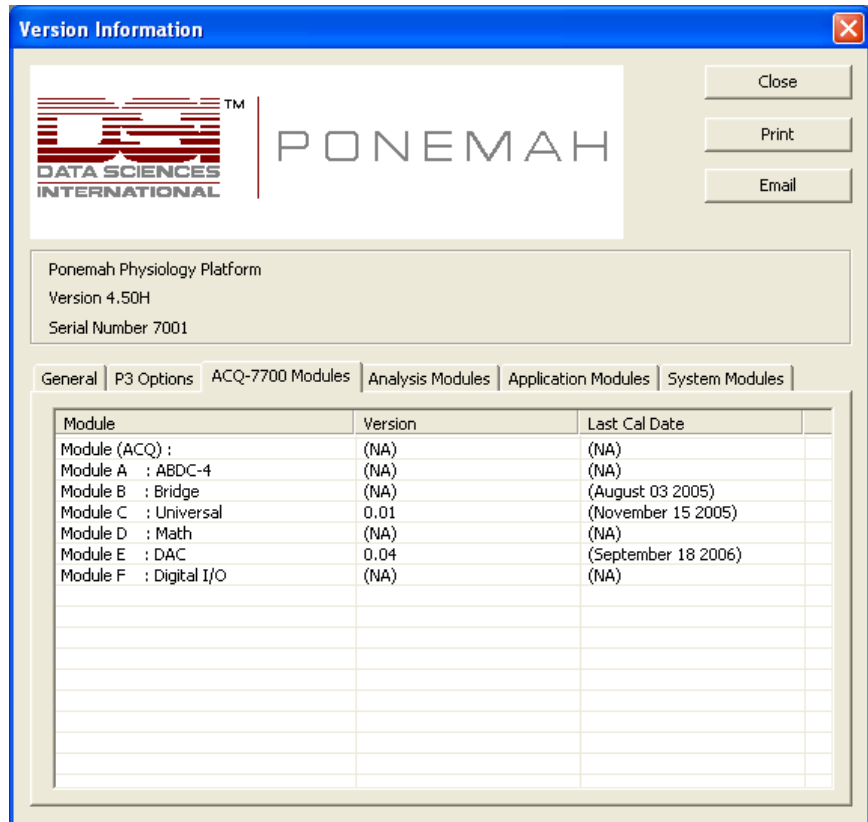 Version Information
DSI™
DATA SCIENCES
INTERNATIONAL
PONEMAH
Close
Print
Email
Ponemah Physiology Platform
Version 4.50H
Serial Number 7001
General P3 Options ACQ-7700 Modules Analysis Modules Application Modules System Modules
Module Version Last Cal Date
Module (ACQ) : (NA) (NA)
Module A : ABDC-4 (NA) (NA)
Module B : Bridge (NA) (August 03 2005)
Module C : Universal 0.01 (November 15 2005)
Module D : Math (NA) (NA)
Module E : DAC 0.04 (September 18 2006)
Module F : Digital I/O (NA) (NA)